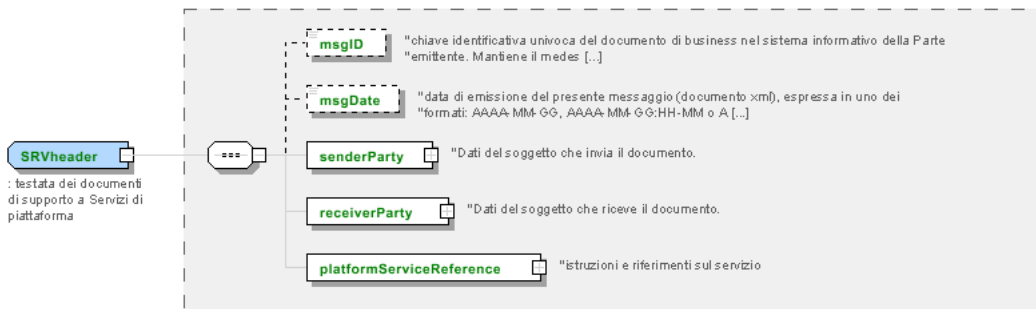 msgID
"chiave identificativa univoca del documento di business nel sistema informativo della Parte
"emittente. Mantiene il medes [...]
msgDate
"data di emissione del presente messaggio (documento xml), espressa in uno dei
"formati: AAAA-MM-GG, AAAA-MM-GG:HH-MM o A [...]
SRVheader
: testata dei documenti
di supporto a Servizi di
piattaforma
senderParty
"Dati del soggetto che invia il documento.
receiverParty
"Dati del soggetto che riceve il documento.
platformServiceReference
"istruzioni e riferimenti sul servizio